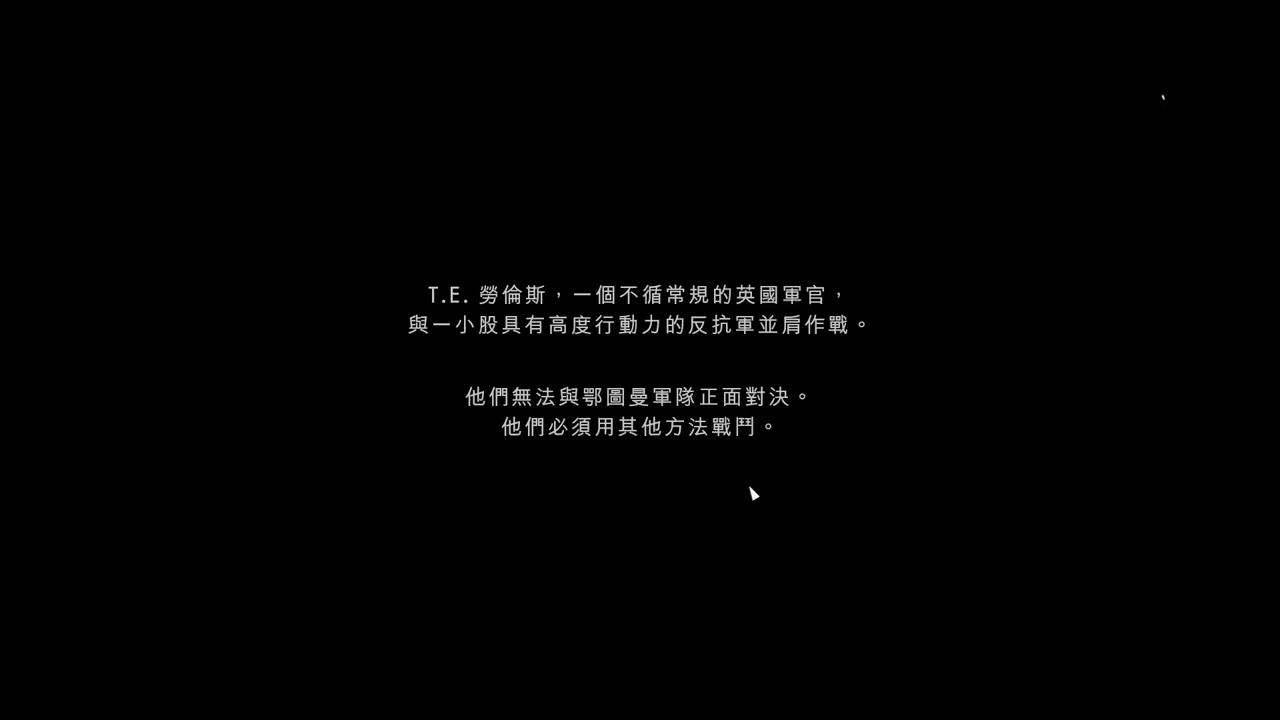 T.E. 勞倫斯，一個不循常規的英國軍官，
與一小股具有高度行動力的反抗軍並肩作戰。
他們無法與鄂圖曼軍隊正面對決。
他們必須用其他方法戰鬥。